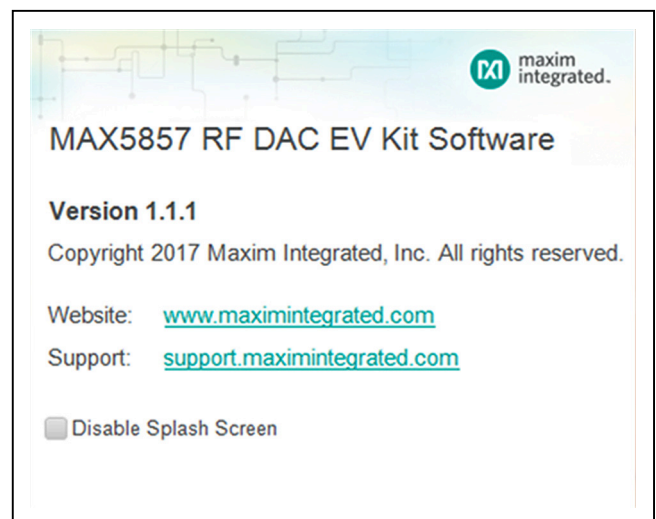 maxim
integrated.
MAX5857 RF DAC EV Kit Software
Version 1.1.1
Copyright 2017 Maxim Integrated, Inc. All rights reserved.
Website: www.maximintegrated.com
Support: support.maximintegrated.com
Disable Splash Screen